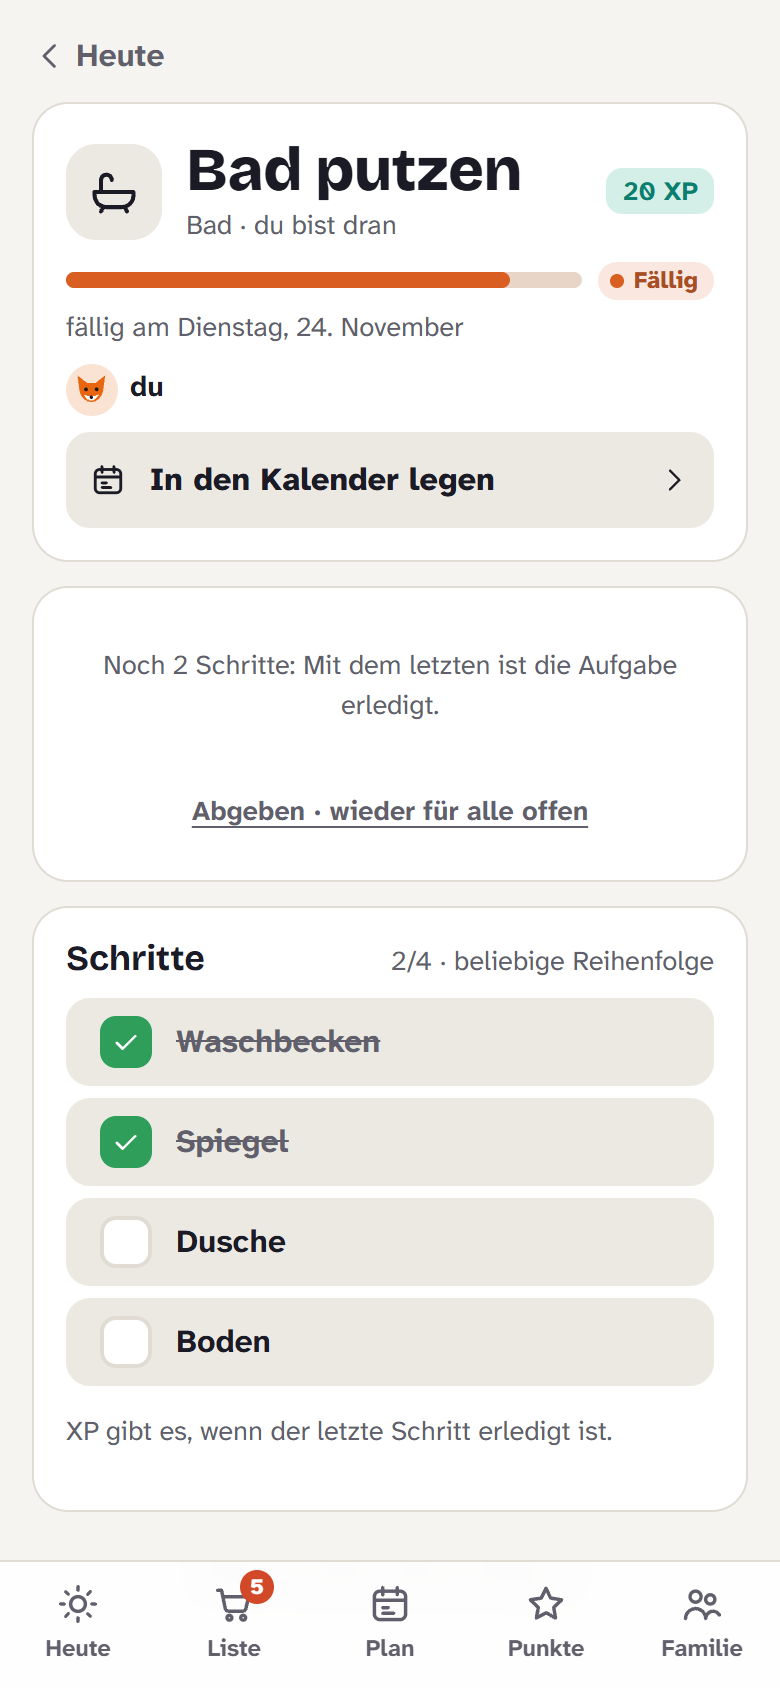 Heute
Bad putzen
20 XP
Bad · du bist dran
Fällig
fällig am Dienstag, 24. November
du
In den Kalender legen
Noch 2 Schritte: Mit dem letzten ist die Aufgabe
erledigt.
Abgeben · wieder für alle offen
Schritte
2/4 · beliebige Reihenfolge
Waschbecken
Spiegel
Dusche
Boden
XP gibt es, wenn der letzte Schritt erledigt ist.
5
Heute
Liste
Plan
Punkte
Familie